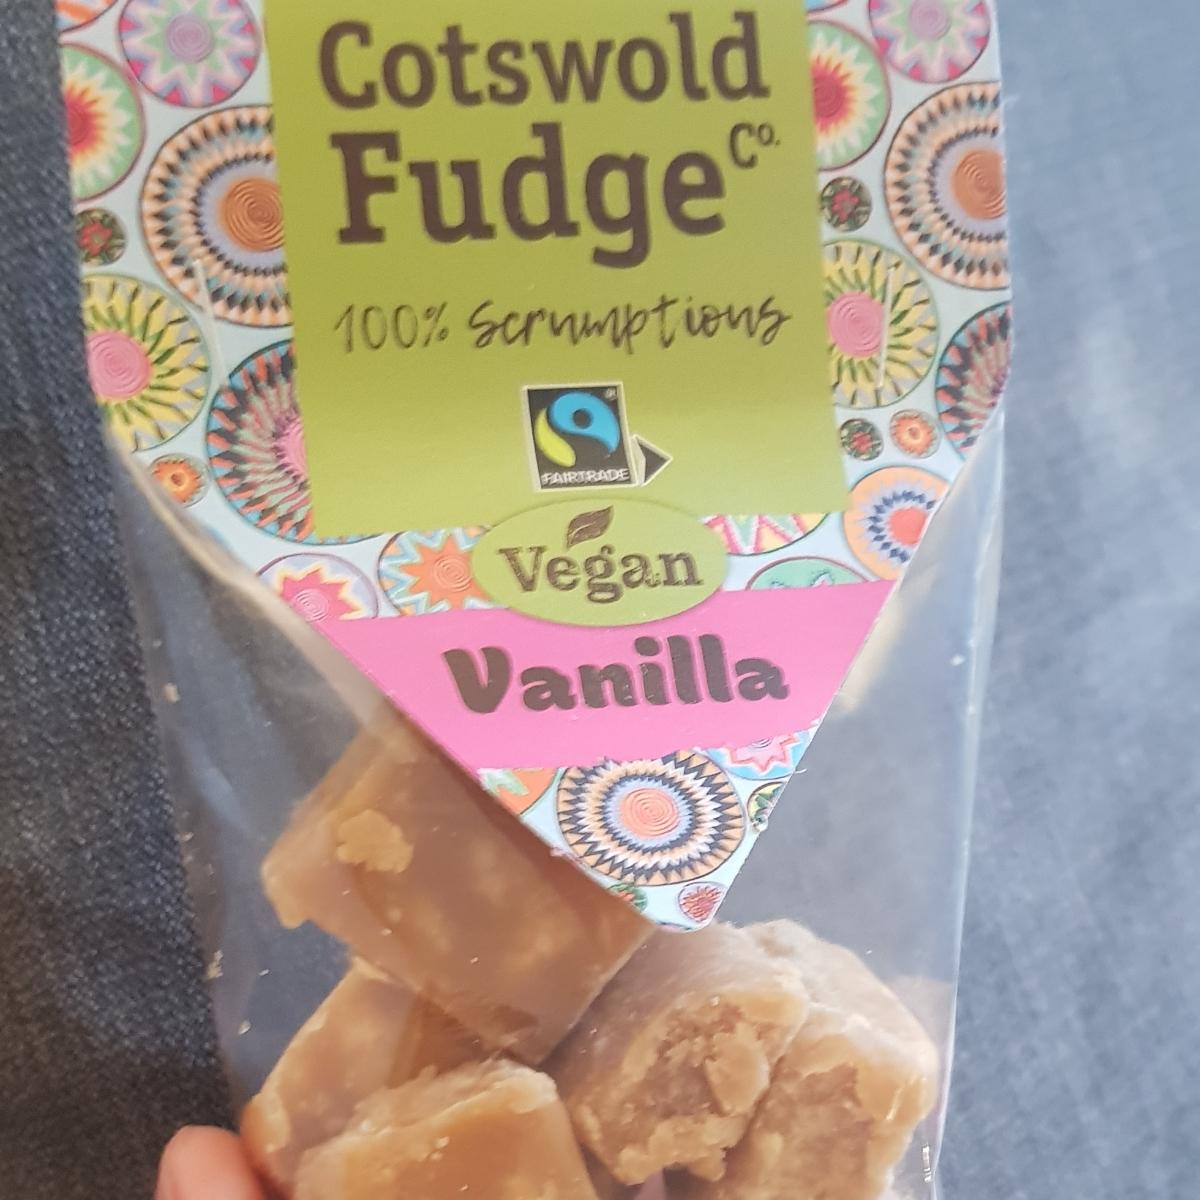 Cotswold
Fudge Co.
100% Scrumptious
FAIRTRADE
Vegan
Vanilla